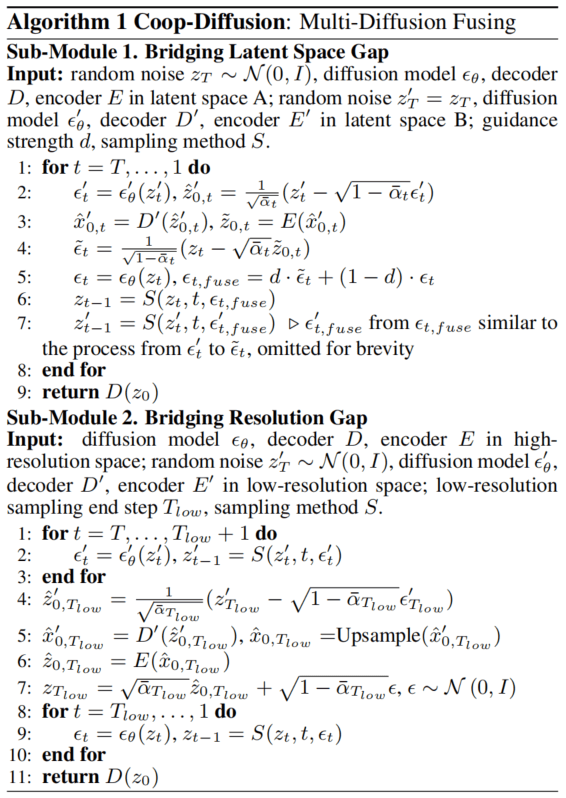 Algorithm 1 Coop-Diffusion: Multi-Diffusion Fusing
Sub-Module 1. Bridging Latent Space Gap
Input: random noise $z_T \sim \mathcal{N}(0, I)$, diffusion model $\epsilon_\theta$, decoder
$D$, encoder $E$ in latent space A; random noise $z'_T = z_T$, diffusion
model $\epsilon'_\theta$, decoder $D'$, encoder $E'$ in latent space B; guidance
strength $d$, sampling method $S$.
1: for $t = T, \ldots, 1$ do
2: $\epsilon'_t = \epsilon'_\theta(z'_t)$, $\hat{z}'_{0,t} = \frac{1}{\sqrt{\bar{\alpha}_t}}(z'_t - \sqrt{1 - \bar{\alpha}_t}\epsilon'_t)$
3: $\hat{x}'_{0,t} = D'(\hat{z}'_{0,t})$, $\tilde{z}_{0,t} = E(\hat{x}'_{0,t})$
4: $\tilde{\epsilon}_t = \frac{1}{\sqrt{1-\bar{\alpha}_t}}(z_t - \sqrt{\bar{\alpha}_t}\tilde{z}_{0,t})$
5: $\epsilon_t = \epsilon_\theta(z_t)$, $\epsilon_{t,fuse} = d \cdot \tilde{\epsilon}_t + (1 - d) \cdot \epsilon_t$
6: $z_{t-1} = S(z_t, t, \epsilon_{t,fuse})$
7: $z'_{t-1} = S(z'_t, t, \epsilon'_{t,fuse})$ ▷ $\epsilon'_{t,fuse}$ from $\epsilon_{t,fuse}$ similar to
the process from $\epsilon'_t$ to $\tilde{\epsilon}_t$, omitted for brevity
8: end for
9: return $D(z_0)$
Sub-Module 2. Bridging Resolution Gap
Input: diffusion model $\epsilon_\theta$, decoder $D$, encoder $E$ in high-
resolution space; random noise $z'_T \sim \mathcal{N}(0, I)$, diffusion model $\epsilon'_\theta$,
decoder $D'$, encoder $E'$ in low-resolution space; low-resolution
sampling end step $T_{low}$, sampling method $S$.
1: for $t = T, \ldots, T_{low} + 1$ do
2: $\epsilon'_t = \epsilon'_\theta(z'_t)$, $z'_{t-1} = S(z'_t, t, \epsilon'_t)$
3: end for
4: $\hat{z}'_{0,T_{low}} = \frac{1}{\sqrt{\bar{\alpha}_{T_{low}}}}(z'_{T_{low}} - \sqrt{1 - \bar{\alpha}_{T_{low}}}\epsilon'_{T_{low}})$
5: $\hat{x}'_{0,T_{low}} = D'(\hat{z}'_{0,T_{low}})$, $\hat{x}_{0,T_{low}}$ =Upsample($\hat{x}'_{0,T_{low}}$)
6: $\hat{z}_{0,T_{low}} = E(\hat{x}_{0,T_{low}})$
7: $z_{T_{low}} = \sqrt{\bar{\alpha}_{T_{low}}}\hat{z}_{0,T_{low}} + \sqrt{1 - \bar{\alpha}_{T_{low}}}\epsilon$, $\epsilon \sim \mathcal{N}(0, I)$
8: for $t = T_{low}, \ldots, 1$ do
9: $\epsilon_t = \epsilon_\theta(z_t)$, $z_{t-1} = S(z_t, t, \epsilon_t)$
10: end for
11: return $D(z_0)$